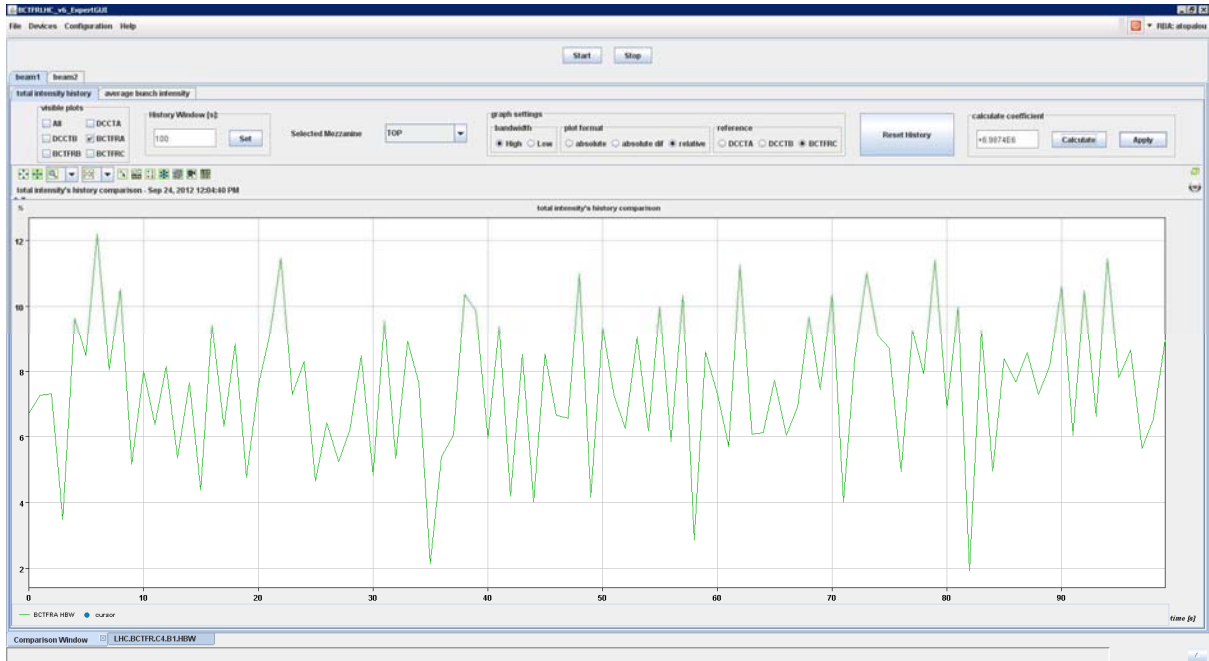 BCTFRLHC_v6_ExpertGUI
File Devices Configuration Help
RBA: atopalou
Start Stop
beam1 beam2
total intensity history average bunch intensity
visible plots
All DCCTA
DCCTB BCTFRA
BCTFRB BCTFRC
History Window [s]:
100 Set
Selected Mezzanine TOP
graph settings
bandwidth plot format reference
High Low absolute absolute dif relative DCCTA DCCTB BCTFRC
Reset History
calculate coefficient
+6.9874E6 Calculate Apply
total intensity's history comparison - Sep 24, 2012 12:04:40 PM
% total intensity's history comparison
12
10
8
6
4
2
0 10 20 30 40 50 60 70 80 90
BCTFRA HBW cursor
time [s]
Comparison Window LHC.BCTFR.C4.B1.HBW